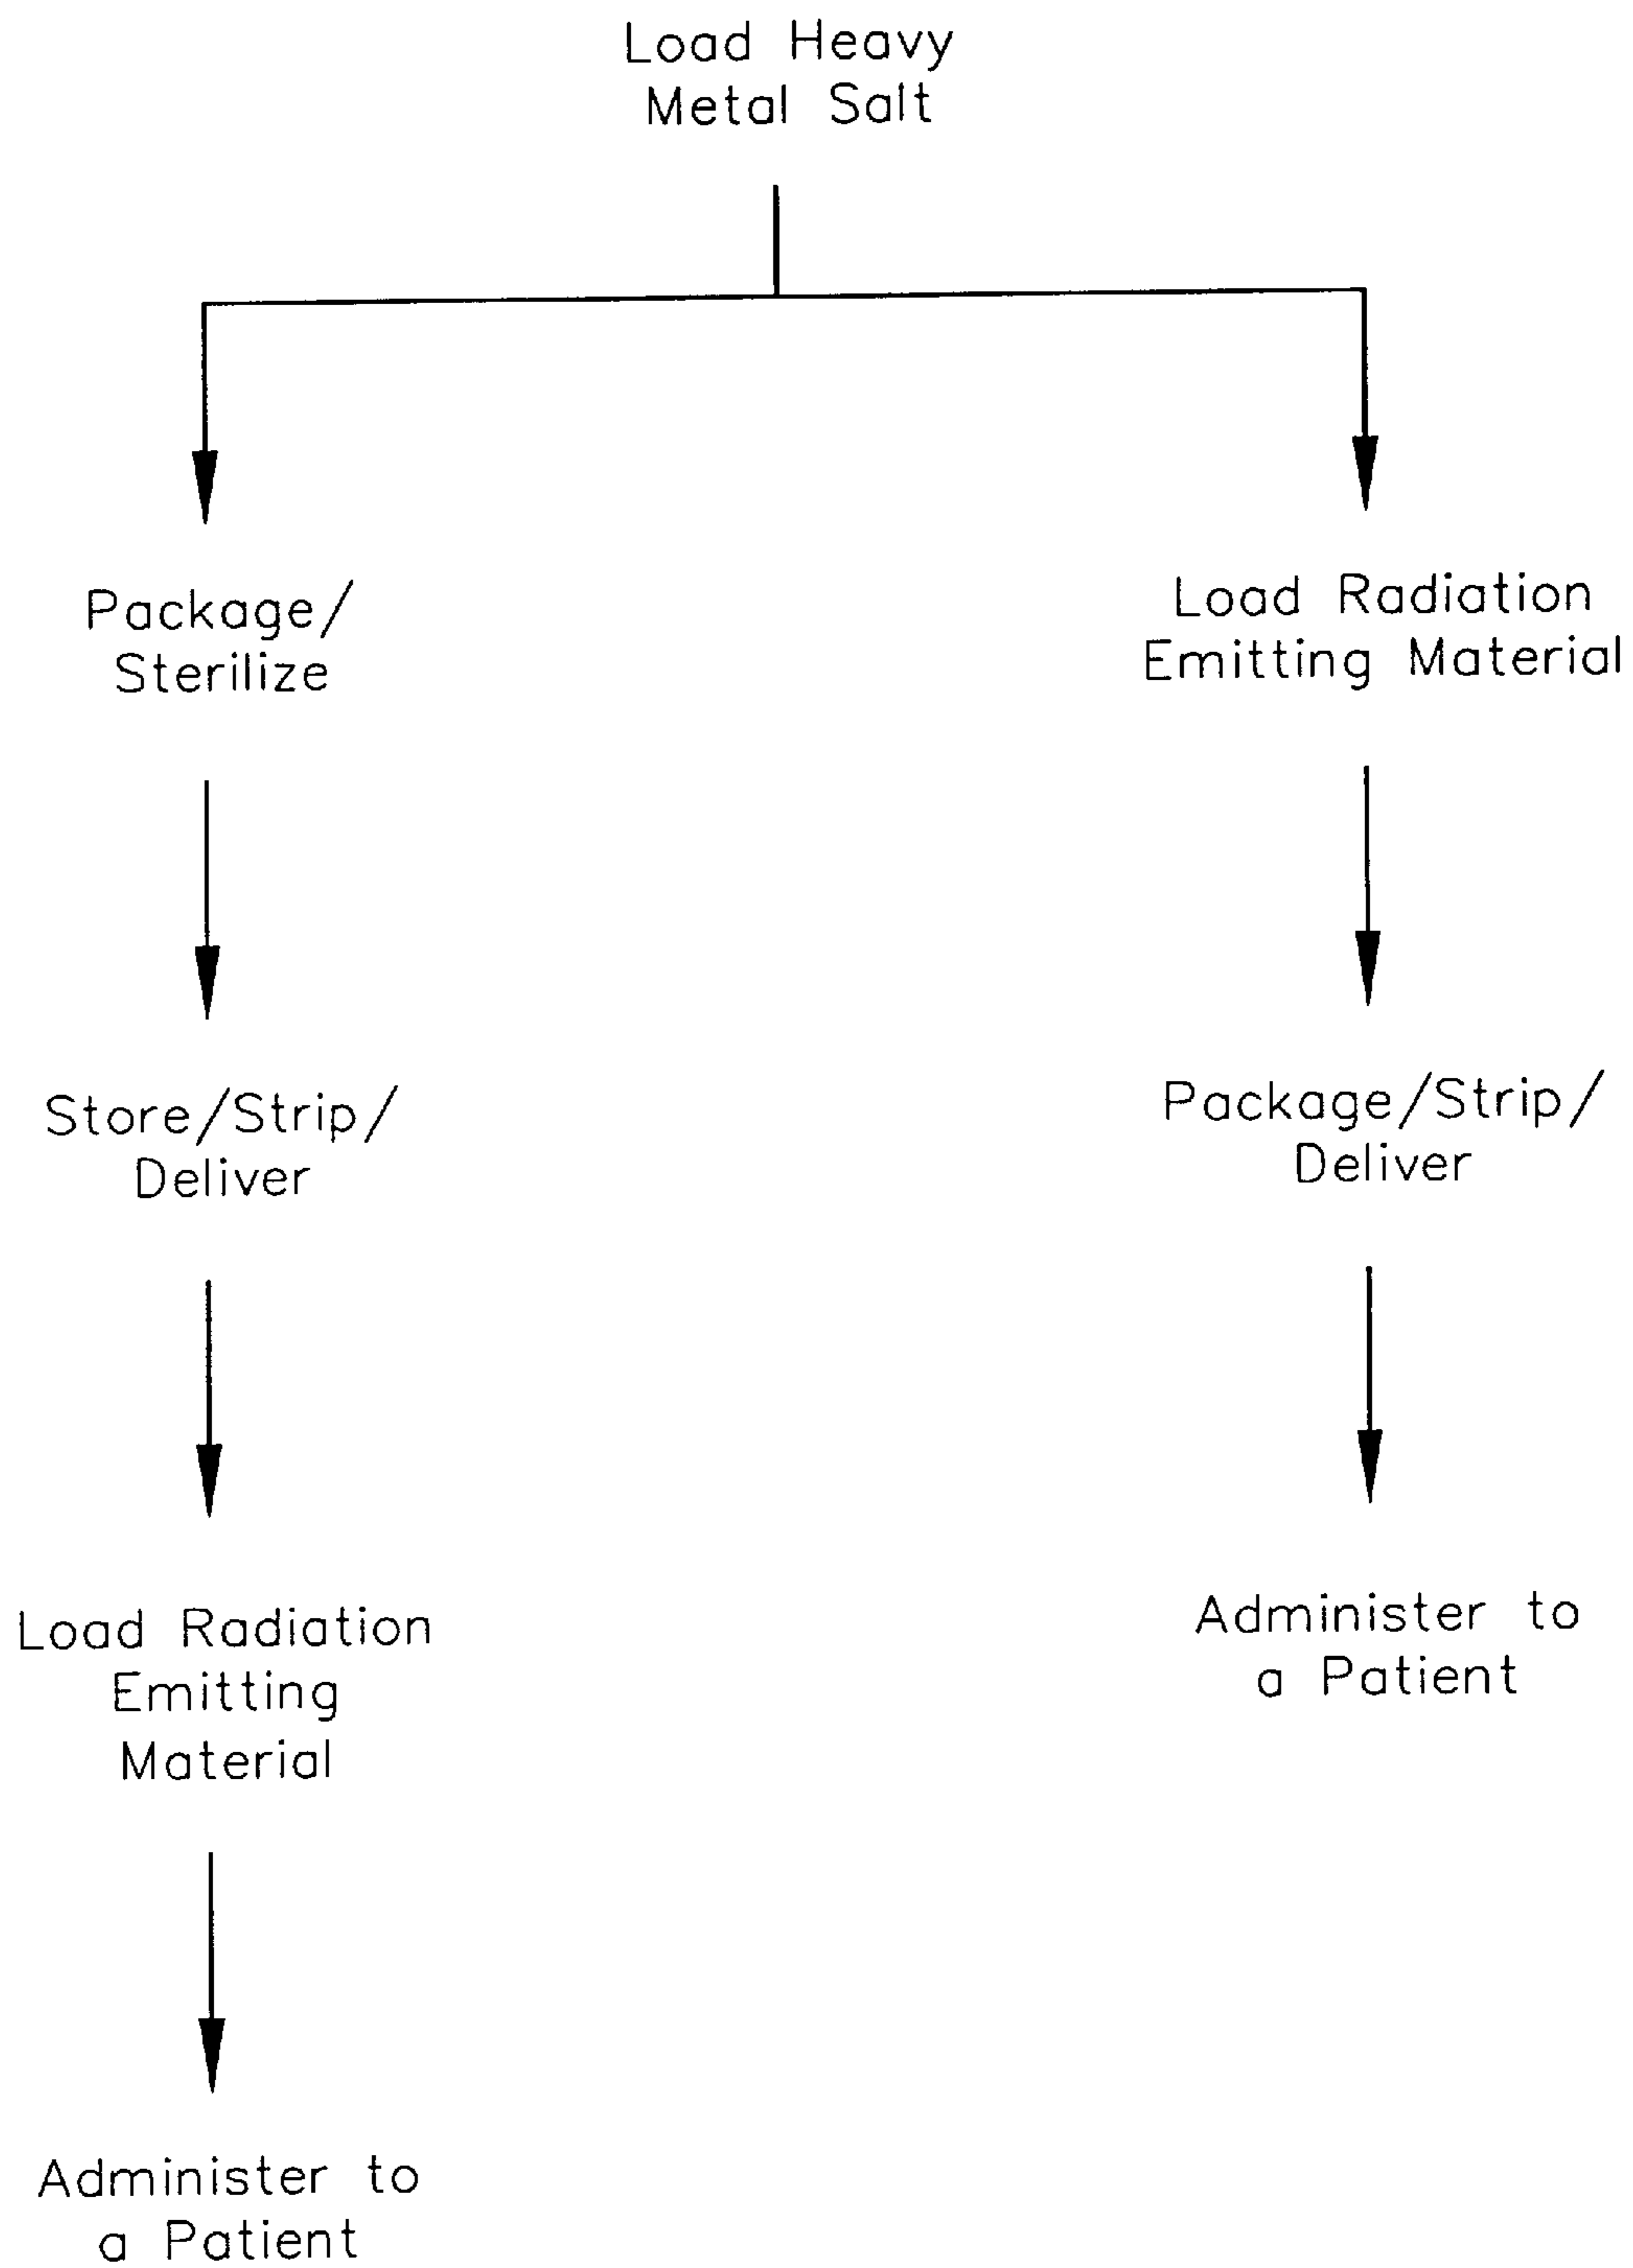 Load Heavy
Metal Salt
Package/
Sterilize
Load Radiation
Emitting Material
Store/Strip/
Deliver
Package/Strip/
Deliver
Load Radiation
Emitting
Material
Administer to
a Patient
Administer to
a Patient